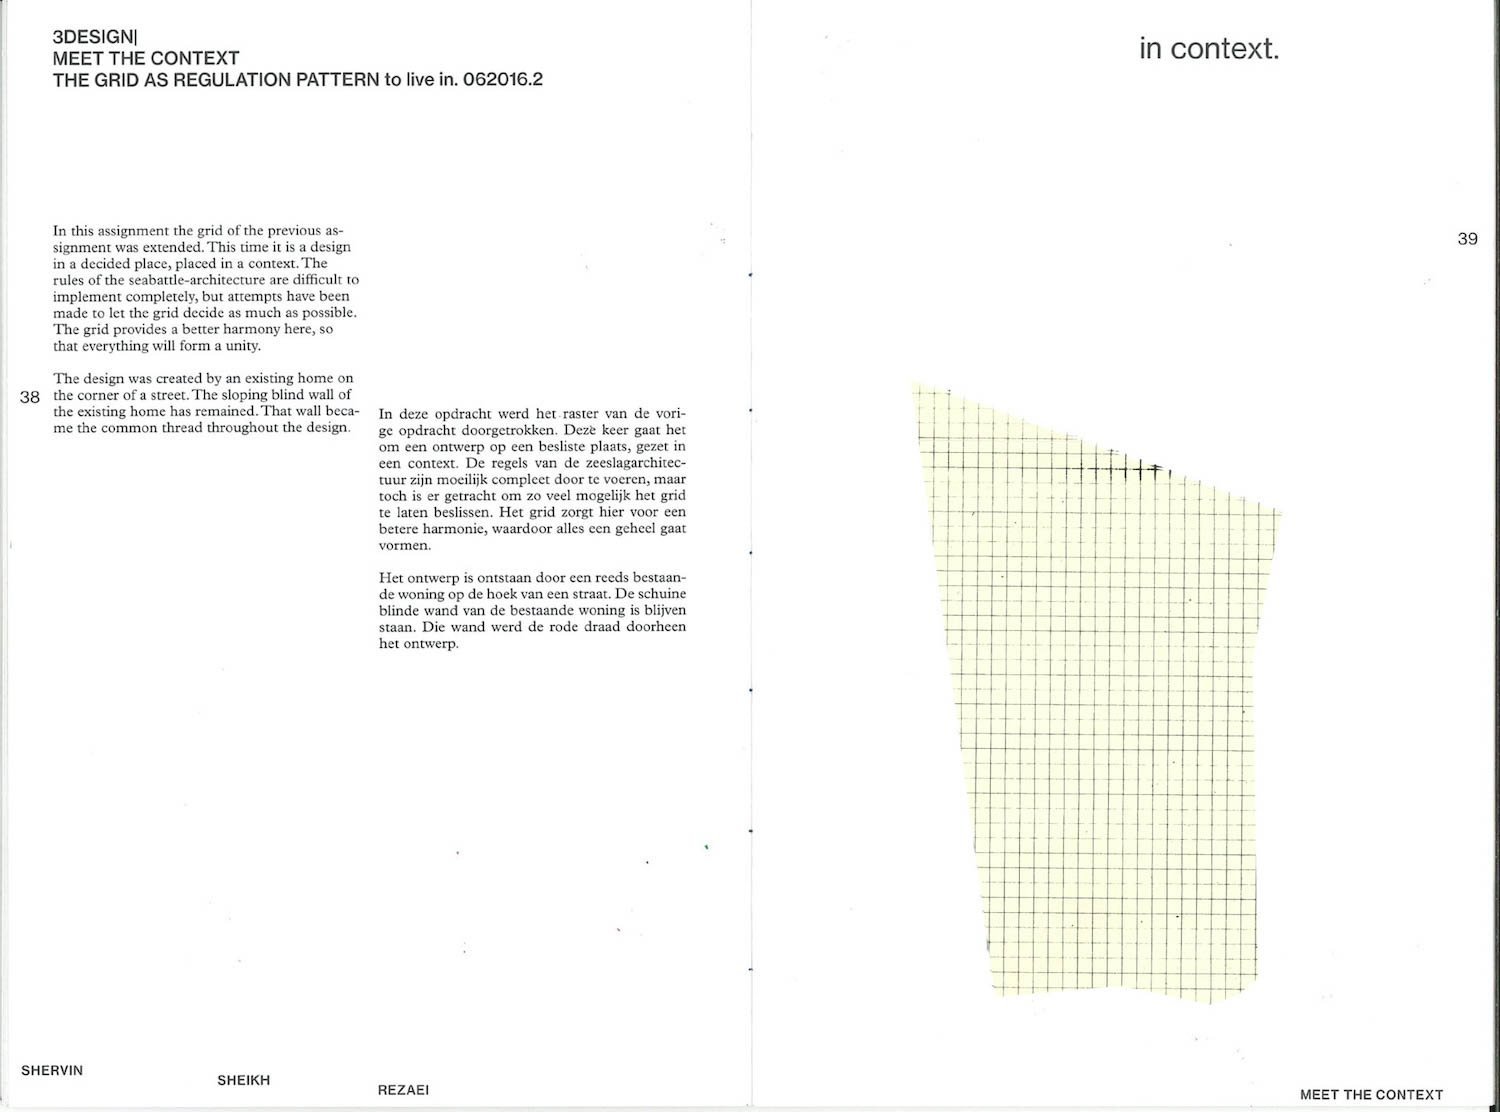 3DESIGN|
MEET THE CONTEXT
THE GRID AS REGULATION PATTERN to live in. 062016.2
In this assignment the grid of the previous as-
signment was extended. This time it is a design
in a decided place, placed in a context. The
rules of the seabattle-architecture are difficult to
implement completely, but attempts have been
made to let the grid decide as much as possible.
The grid provides a better harmony here, so
that everything will form a unity.
The design was created by an existing home on
the corner of a street. The sloping blind wall of
the existing home has remained. That wall beca-
me the common thread throughout the design.
38
In deze opdracht werd het raster van de vori-
ge opdracht doorgetrokken. Deze keer gaat het
om een ontwerp op een besliste plaats, gezet in
een context. De regels van de zeeslagarchitec-
tuur zijn moeilijk compleet door te voeren, maar
toch is er getracht om zo veel mogelijk het grid
te laten beslissen. Het grid zorgt hier voor een
betere harmonie, waardoor alles een geheel gaat
vormen.
Het ontwerp is ontstaan door een reeds bestaan-
de woning op de hoek van een straat. De schuine
blinde wand van de bestaande woning is blijven
staan. Die wand werd de rode draad doorheen
het ontwerp.
SHERVIN
SHEIKH
REZAEI
in context.
39
MEET THE CONTEXT